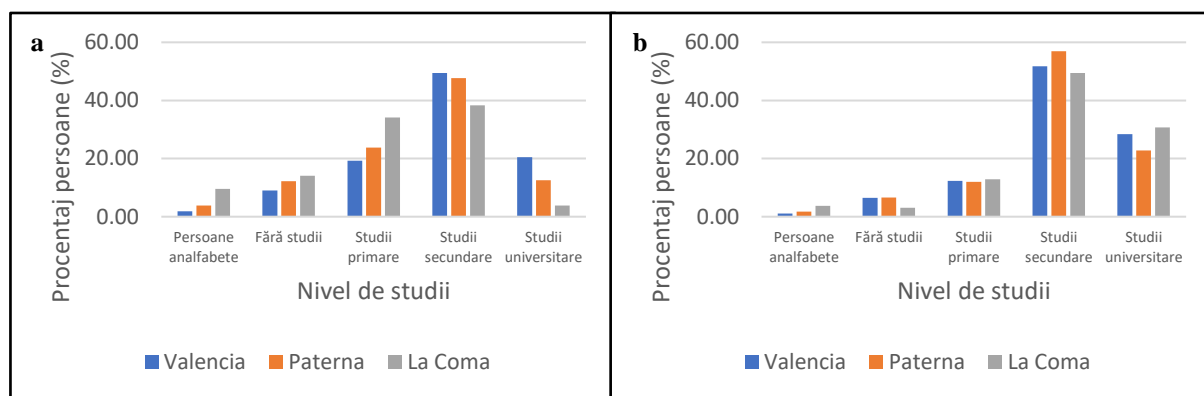 a
Procentaj persoane (%)
60.00
40.00
20.00
0.00
Persoane
analfabete
Fără studii
Studii
primare
Studii
secundare
Studii
universitare
Nivel de studii
Valencia Paterna La Coma
b
Procentaj persoane (%)
60.00
40.00
20.00
0.00
Persoane
analfabete
Fără studii
Studii
primare
Studii
secundare
Studii
universitare
Nivel de studii
Valencia Paterna La Coma